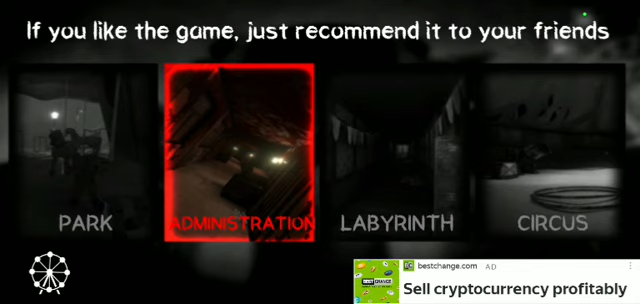 If you like the game, just recommend it to your friends
PARK
ADMINISTRATION
LABYRINTH
CIRCUS
bestchange.com AD
Sell cryptocurrency profitably